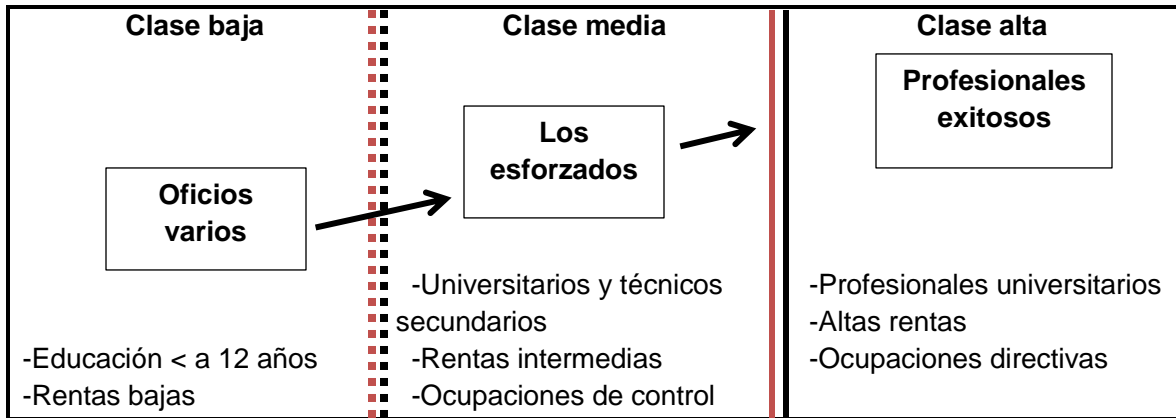 Clase baja
Oficios
varios
-Educación < a 12 años
-Rentas bajas
Clase media
Los
esforzados
-Universitarios y técnicos
secundarios
-Rentas intermedias
-Ocupaciones de control
Clase alta
Profesionales
exitosos
-Profesionales universitarios
-Altas rentas
-Ocupaciones directivas